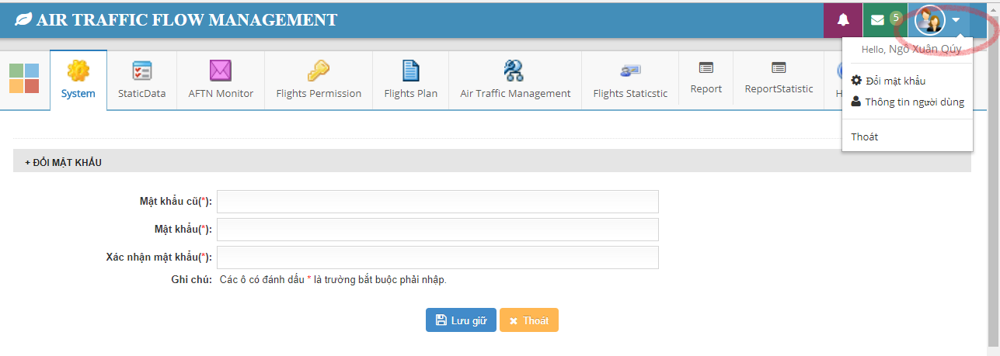 AIR TRAFFIC FLOW MANAGEMENT
5
Hello, Ngô Xuân Qúy
Đổi mật khẩu
Thông tin người dùng
Thoát
System
StaticData
AFTN Monitor
Flights Permission
Flights Plan
Air Traffic Management
Flights Staticstic
Report
ReportStatistic
+ ĐỔI MẬT KHẨU
Mật khẩu cũ(*):
Mật khẩu(*):
Xác nhận mật khẩu(*):
Ghi chú: Các ô có đánh dấu * là trường bắt buộc phải nhập.
Lưu giữ
Thoát